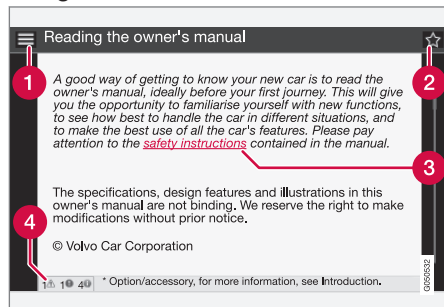 Reading the owner's manual
1
2
A good way of getting to know your new car is to read the
owner's manual, ideally before your first journey. This will give
you the opportunity to familiarise yourself with new functions,
to see how best to handle the car in different situations, and
to make the best use of all the car's features. Please pay
attention to the safety instructions contained in the manual.
3
The specifications, design features and illustrations in this
owner's manual are not binding. We reserve the right to make
modifications without prior notice.
4
© Volvo Car Corporation
1 1 4 * Option/accessory, for more information, see Introduction.
G050532